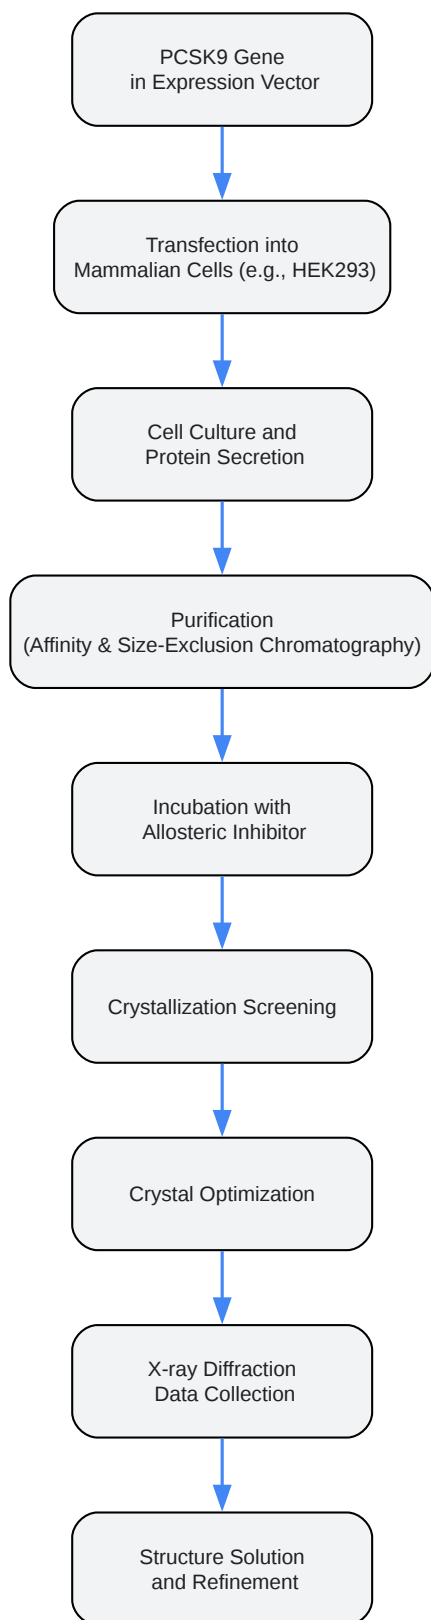 PCSK9 Gene
in Expression Vector
Transfection into
Mammalian Cells (e.g., HEK293)
Cell Culture and
Protein Secretion
Purification
(Affinity & Size-Exclusion Chromatography)
Incubation with
Allosteric Inhibitor
Crystallization Screening
Crystal Optimization
X-ray Diffraction
Data Collection
Structure Solution
and Refinement